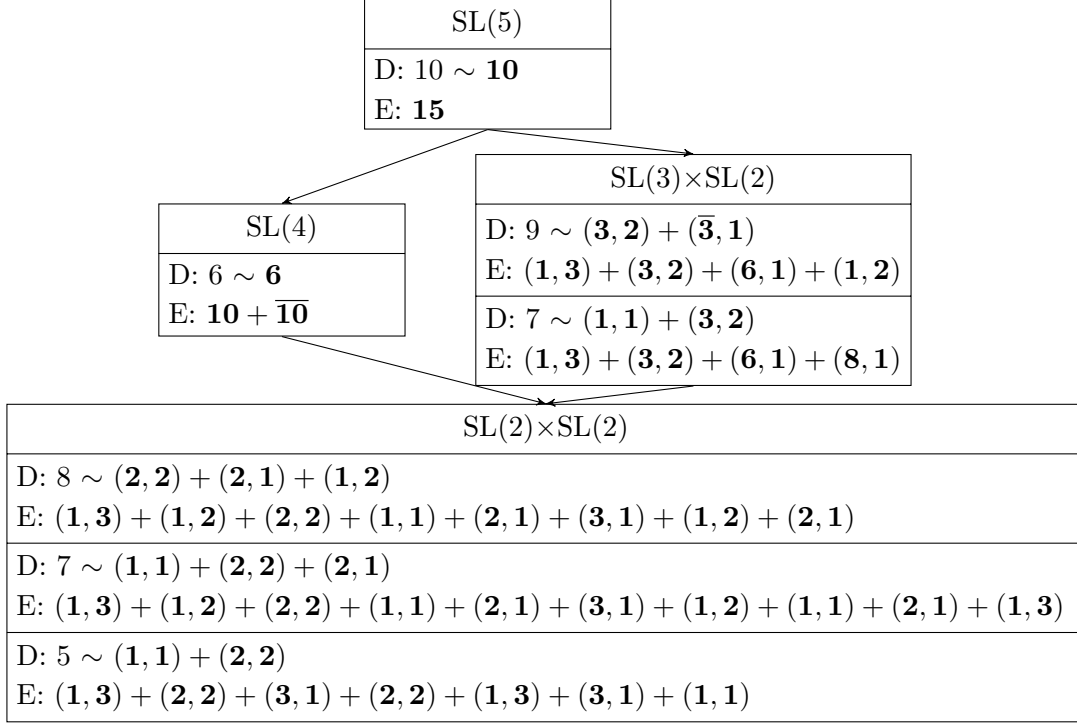 SL(5)
D: 10 ∼ 10
E: 15
SL(3)×SL(2)
D: 9 ∼ (3, 2) + (3̅, 1)
E: (1, 3) + (3, 2) + (6, 1) + (1, 2)
D: 7 ∼ (1, 1) + (3, 2)
E: (1, 3) + (3, 2) + (6, 1) + (8, 1)
SL(4)
D: 6 ∼ 6
E: 10 + 1̅0̅
SL(2)×SL(2)
D: 8 ∼ (2, 2) + (2, 1) + (1, 2)
E: (1, 3) + (1, 2) + (2, 2) + (1, 1) + (2, 1) + (3, 1) + (1, 2) + (2, 1)
D: 7 ∼ (1, 1) + (2, 2) + (2, 1)
E: (1, 3) + (1, 2) + (2, 2) + (1, 1) + (2, 1) + (3, 1) + (1, 2) + (1, 1) + (2, 1) + (1, 3)
D: 5 ∼ (1, 1) + (2, 2)
E: (1, 3) + (2, 2) + (3, 1) + (2, 2) + (1, 3) + (3, 1) + (1, 1)